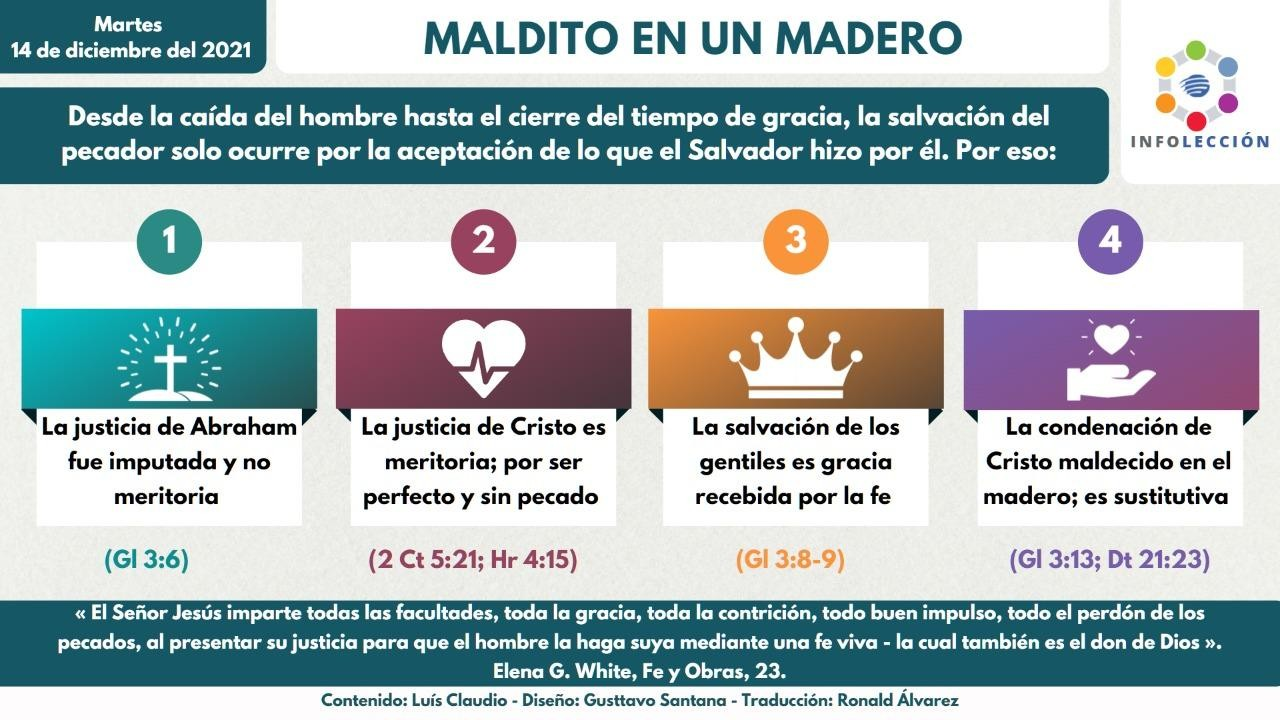 Martes
14 de diciembre del 2021
MALDITO EN UN MADERO
INFOLECCIÓN
Desde la caída del hombre hasta el cierre del tiempo de gracia, la salvación del
pecador solo ocurre por la aceptación de lo que el Salvador hizo por él. Por eso:
1
La justicia de Abraham
fue imputada y no
meritoria
(Gl 3:6)
2
La justicia de Cristo es
meritoria; por ser
perfecto y sin pecado
(2 Ct 5:21; Hr 4:15)
3
La salvación de los
gentiles es gracia
recebida por la fe
(Gl 3:8-9)
4
La condenación de
Cristo maldecido en el
madero; es sustitutiva
(Gl 3:13; Dt 21:23)
« El Señor Jesús imparte todas las facultades, toda la gracia, toda la contrición, todo buen impulso, todo el perdón de los
pecados, al presentar su justicia para que el hombre la haga suya mediante una fe viva - la cual también es el don de Dios ».
Elena G. White, Fe y Obras, 23.
Contenido: Luís Claudio - Diseño: Gusttavo Santana - Traducción: Ronald Álvarez